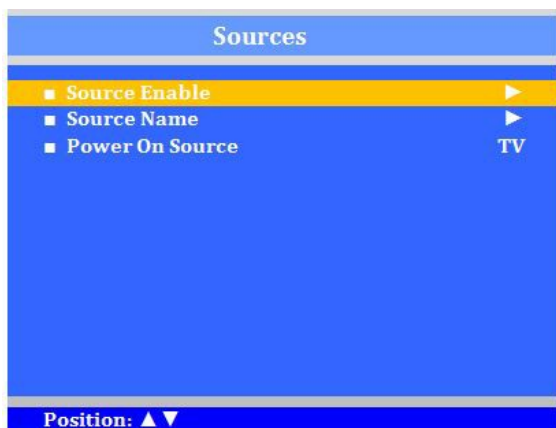 Sources
■ Source Enable ►
■ Source Name ►
■ Power On Source TV
Position: ▲ ▼